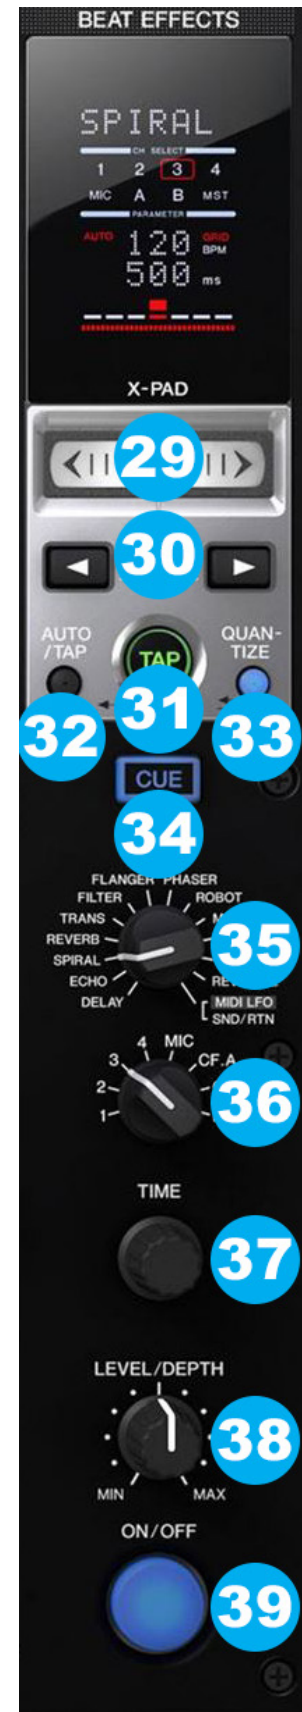 BEAT EFFECTS
SPIRAL
CH SELECT
1 2 3 4
MIC A B MST
PARAMETER
AUTO 120 GRID
BPM
500 ms
X-PAD
29
30
AUTO
/TAP
TAP
QUAN-
TIZE
31
32
33
CUE
34
FLANGER PHASER
FILTER ROBOT
TRANS
REVERB
35
SPIRAL
ECHO
MIDI LFO
DELAY
SND/RTN
4 MIC
3 CF.A
2
36
1
TIME
37
LEVEL/DEPTH
38
MIN MAX
ON/OFF
39